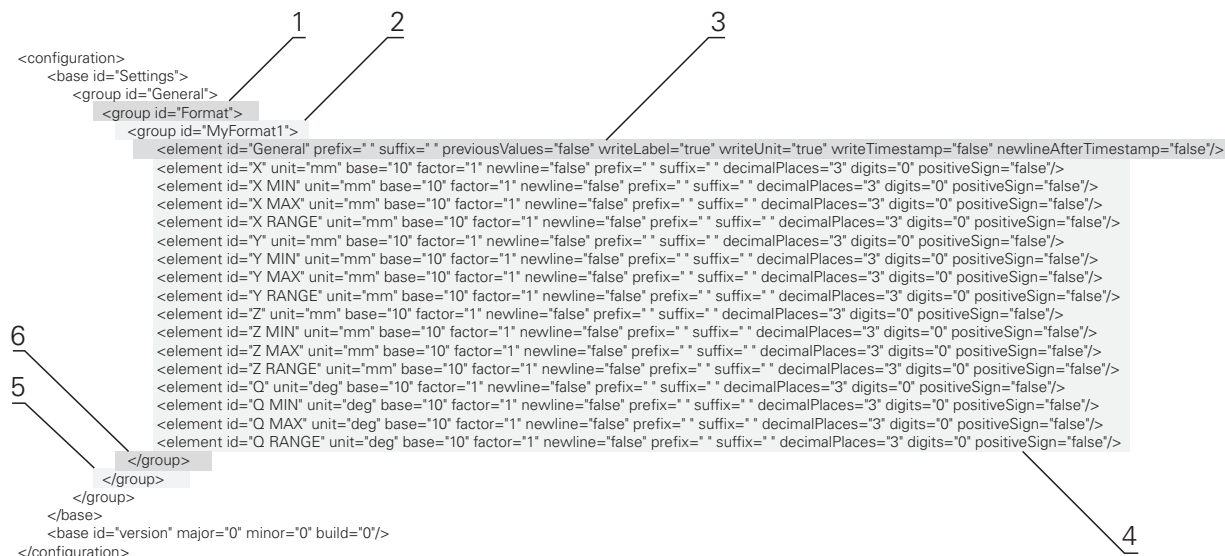 1 2 3
<configuration>
<base id="Settings">
<group id="General">
<group id="Format">
<group id="MyFormat1">
<element id="General" prefix=" " suffix=" " previousValues="false" writeLabel="true" writeUnit="true" writeTimestamp="false" newlineAfterTimestamp="false"/>
<element id="X" unit="mm" base="10" factor="1" newline="false" prefix=" " suffix=" " decimalPlaces="3" digits="0" positiveSign="false"/>
<element id="X MIN" unit="mm" base="10" factor="1" newline="false" prefix=" " suffix=" " decimalPlaces="3" digits="0" positiveSign="false"/>
<element id="X MAX" unit="mm" base="10" factor="1" newline="false" prefix=" " suffix=" " decimalPlaces="3" digits="0" positiveSign="false"/>
<element id="X RANGE" unit="mm" base="10" factor="1" newline="false" prefix=" " suffix=" " decimalPlaces="3" digits="0" positiveSign="false"/>
<element id="Y" unit="mm" base="10" factor="1" newline="false" prefix=" " suffix=" " decimalPlaces="3" digits="0" positiveSign="false"/>
<element id="Y MIN" unit="mm" base="10" factor="1" newline="false" prefix=" " suffix=" " decimalPlaces="3" digits="0" positiveSign="false"/>
<element id="Y MAX" unit="mm" base="10" factor="1" newline="false" prefix=" " suffix=" " decimalPlaces="3" digits="0" positiveSign="false"/>
<element id="Y RANGE" unit="mm" base="10" factor="1" newline="false" prefix=" " suffix=" " decimalPlaces="3" digits="0" positiveSign="false"/>
<element id="Z" unit="mm" base="10" factor="1" newline="false" prefix=" " suffix=" " decimalPlaces="3" digits="0" positiveSign="false"/>
<element id="Z MIN" unit="mm" base="10" factor="1" newline="false" prefix=" " suffix=" " decimalPlaces="3" digits="0" positiveSign="false"/>
6 <element id="Z MAX" unit="mm" base="10" factor="1" newline="false" prefix=" " suffix=" " decimalPlaces="3" digits="0" positiveSign="false"/>
<element id="Z RANGE" unit="mm" base="10" factor="1" newline="false" prefix=" " suffix=" " decimalPlaces="3" digits="0" positiveSign="false"/>
5 <element id="Q" unit="deg" base="10" factor="1" newline="false" prefix=" " suffix=" " decimalPlaces="3" digits="0" positiveSign="false"/>
<element id="Q MIN" unit="deg" base="10" factor="1" newline="false" prefix=" " suffix=" " decimalPlaces="3" digits="0" positiveSign="false"/>
<element id="Q MAX" unit="deg" base="10" factor="1" newline="false" prefix=" " suffix=" " decimalPlaces="3" digits="0" positiveSign="false"/>
<element id="Q RANGE" unit="deg" base="10" factor="1" newline="false" prefix=" " suffix=" " decimalPlaces="3" digits="0" positiveSign="false"/>
</group>
</group>
</group>
</base>
<base id="version" major="0" minor="0" build="0"/>
4
</configuration>